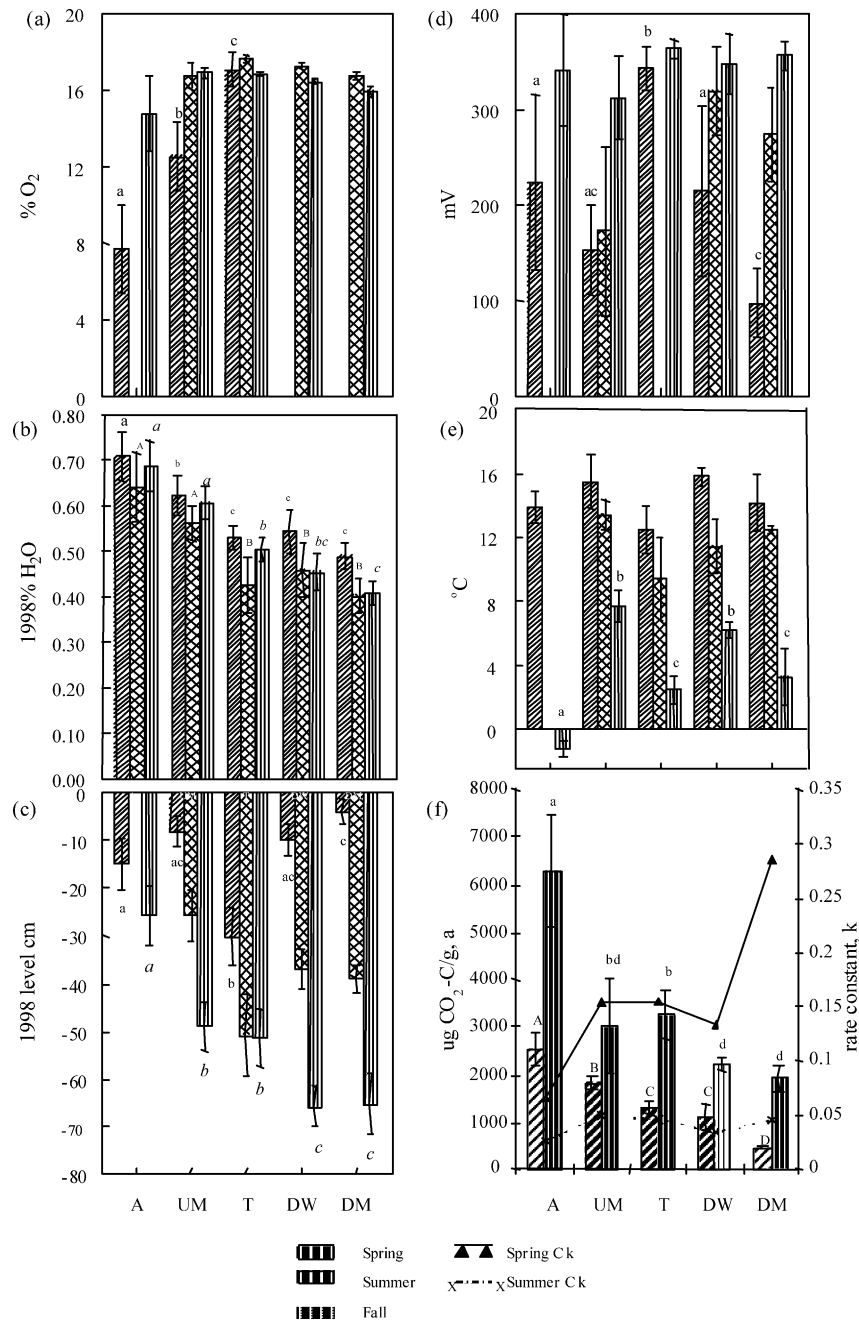 (a)
20
16
12
8
4
0
% O2
a
b
c
(d)
400
300
200
100
0
mV
a
ac
b
a
c
(b)
0.80
0.70
0.60
0.50
0.40
0.30
0.20
0.10
0.00
1998% H2O
a
A
a
b
A
a
c
B
b
c
B
bc
c
B
c
(e)
20
16
12
8
4
0
°C
a
b
c
b
c
(c)
0
-10
-20
-30
-40
-50
-60
-70
-80
1998 level cm
a
a
ac
b
b
b
ac
c
c
c
A UM T DW DM
(f)
8000
7000
6000
5000
4000
3000
2000
1000
0
ug CO2-C/g, a
0.35
0.3
0.25
0.2
0.15
0.1
0.05
0
rate constant, k
A
a
B
bd
C
b
C
d
D
d
A UM T DW DM
Spring
Summer
Fall
Spring Ck
x x Summer Ck